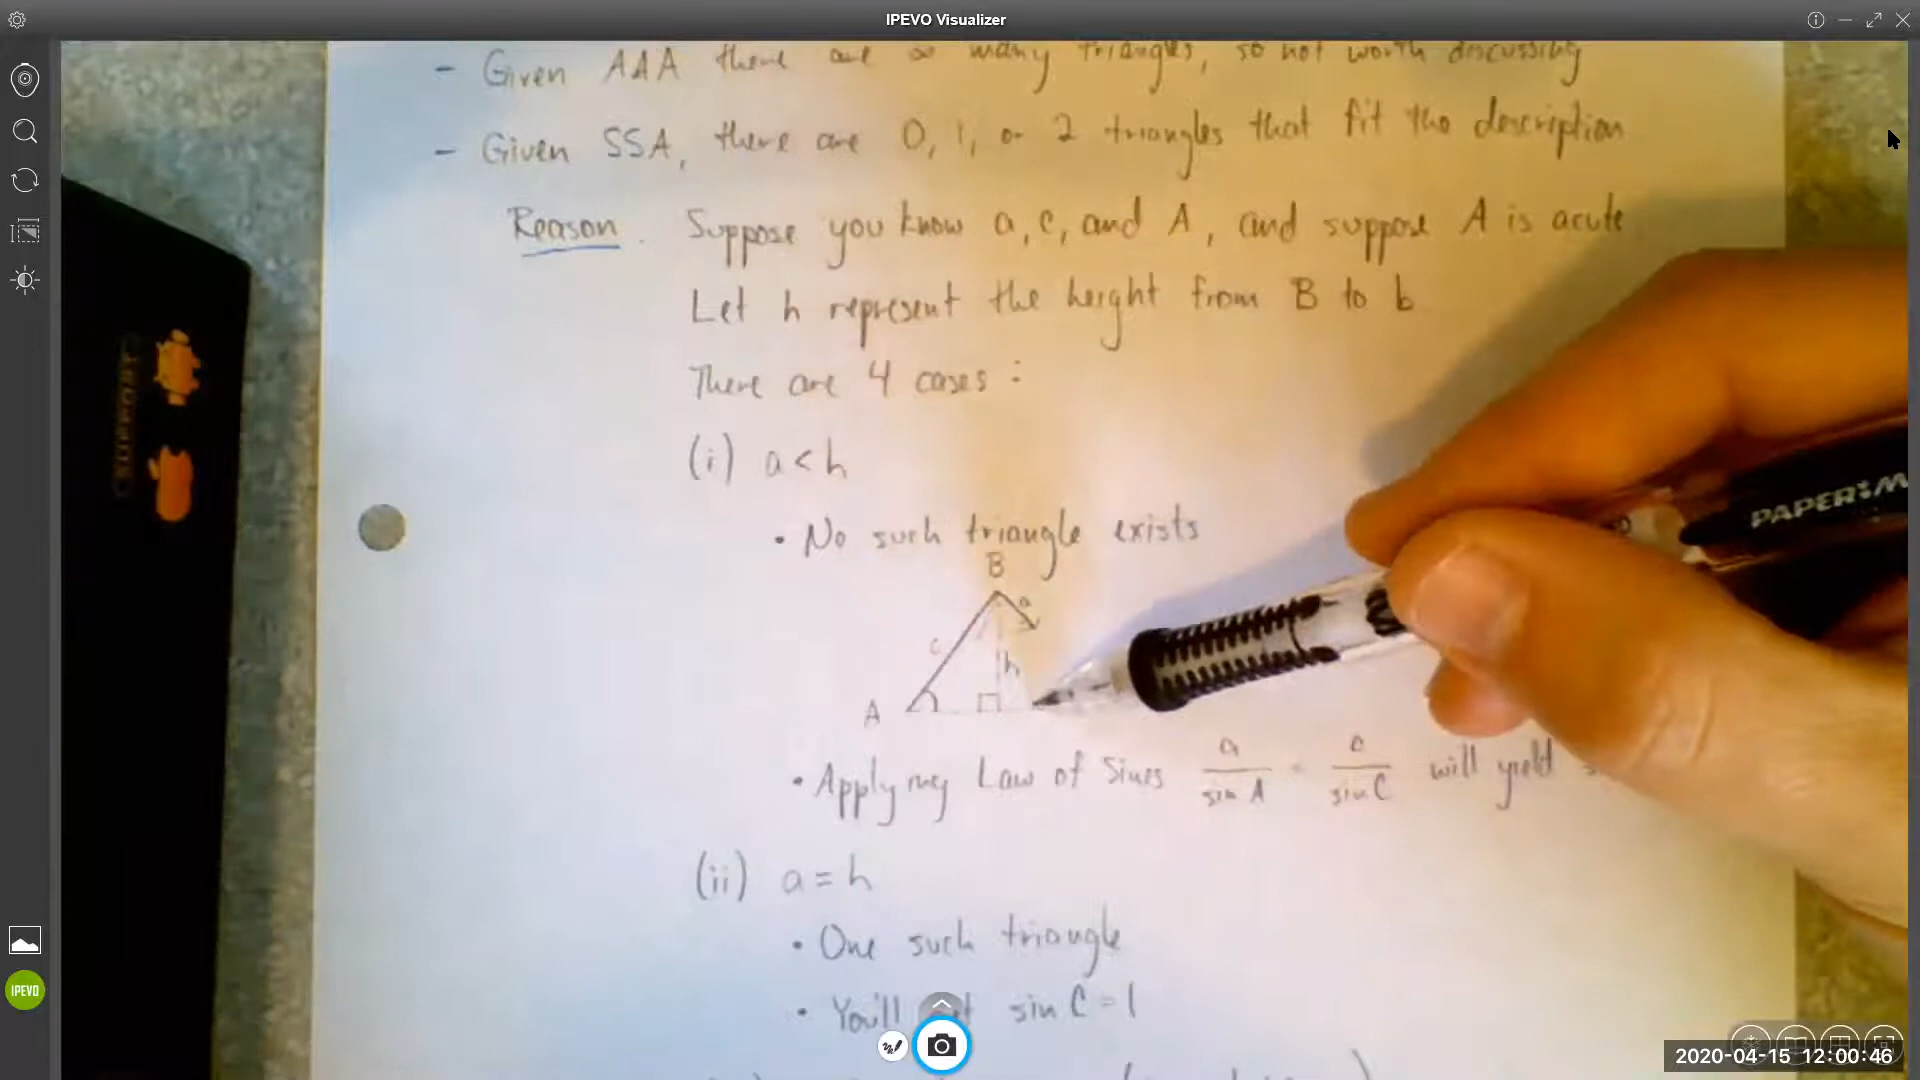 IPEVO Visualizer
- Given AAA there are ∞ many triangles, so not worth discussing
- Given SSA, there are 0, 1, or 2 triangles that fit the description
Reason. Suppose you know a, c, and A, and suppose A is acute
Let h represent the height from B to b
There are 4 cases:
(i) a < h
• No such triangle exists
B
a
c
h
A
• Applying Law of Sines a/sin A = c/sin C will yield
(ii) a = h
• One such triangle
• You'll get sin C = 1
PAPER:M
IPEVO
2020-04-15 12:00:46